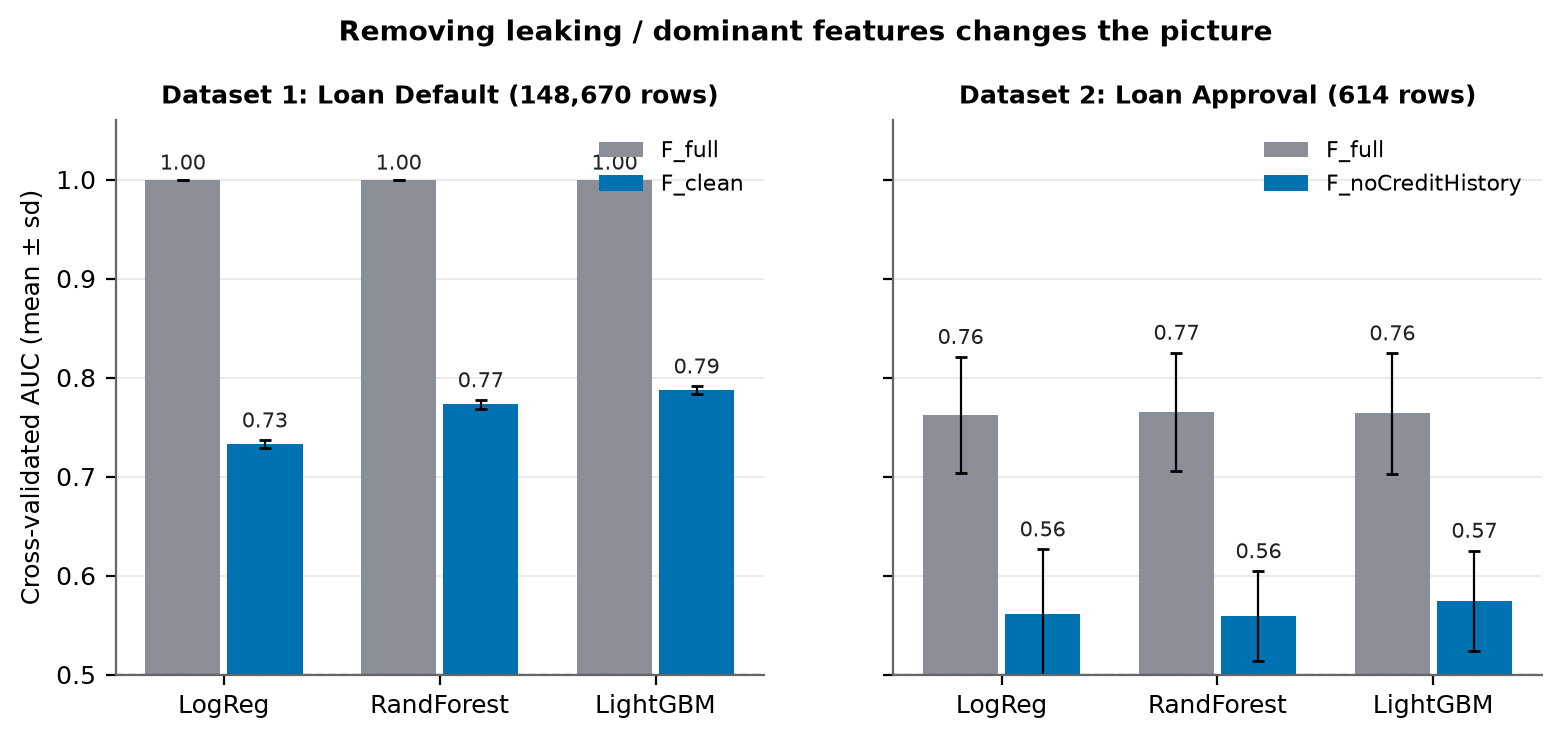 Removing leaking / dominant features changes the picture
Dataset 1: Loan Default (148,670 rows)
Cross-validated AUC (mean ± sd)
1.0
0.9
0.8
0.7
0.6
0.5
1.00
1.00
1.00
0.73
0.77
0.79
F_full
F_clean
LogReg
RandForest
LightGBM
Dataset 2: Loan Approval (614 rows)
F_full
F_noCreditHistory
0.76
0.77
0.76
0.56
0.56
0.57
LogReg
RandForest
LightGBM